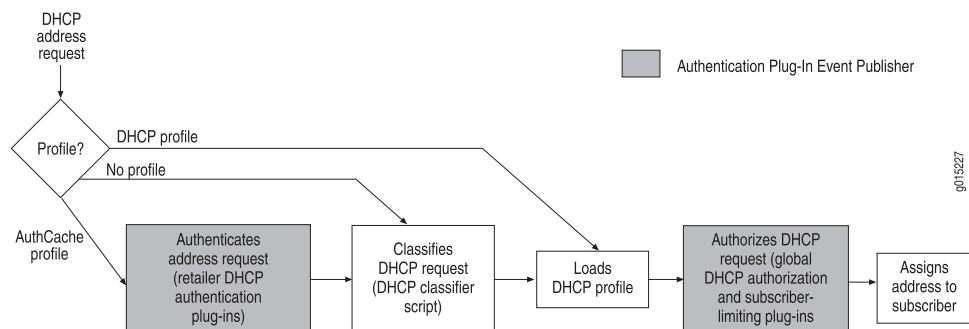 DHCP
address
request
Authentication Plug-In Event Publisher
Profile?
DHCP profile
No profile
AuthCache
profile
Authenticates
address request
(retailer DHCP
authentication
plug-ins)
Classifies
DHCP request
(DHCP classifier
script)
Loads
DHCP profile
Authorizes DHCP
request (global
DHCP authorization
and subscriber-
limiting plug-ins
Assigns
address to
subscriber
g015227